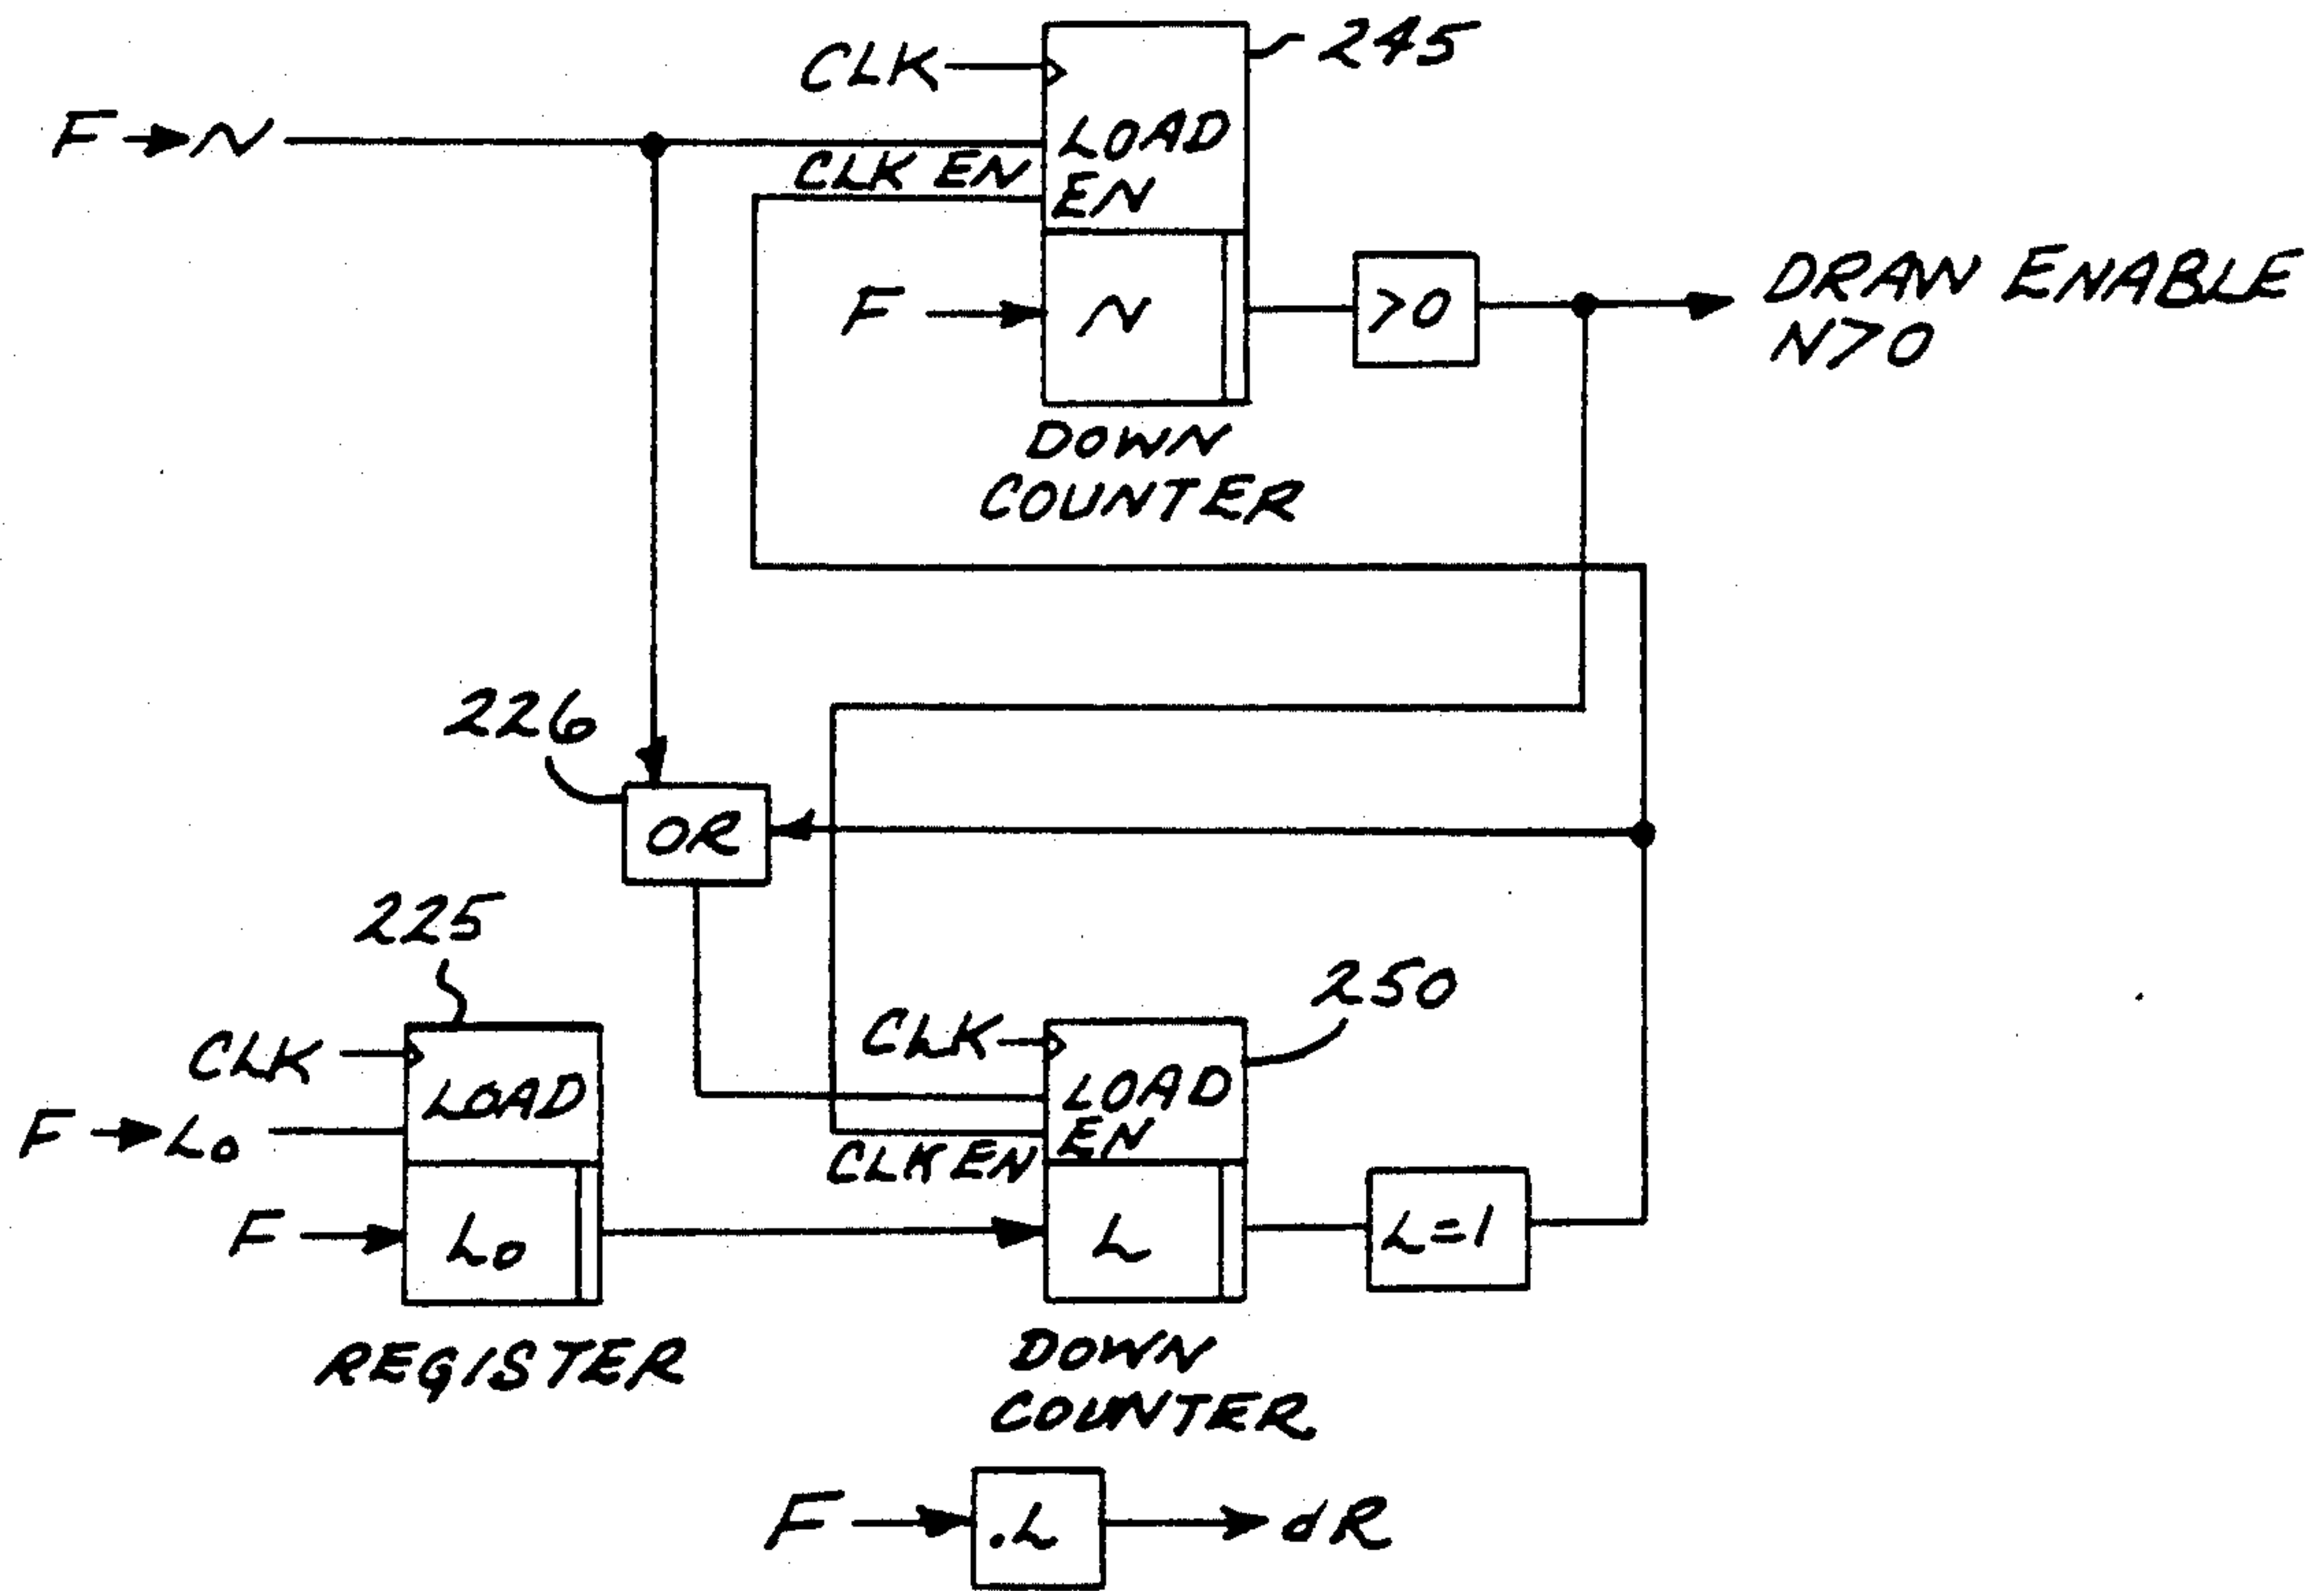 CLK
245
F→N
LOAD
CLK EN
EN
F
N
>0
DRAW ENABLE
N>0
DOWN
COUNTER
226
OR
225
250
CLK
LOAD
F→L0
CLK
LOAD
EN
CLK EN
F
L0
L
L=1
REGISTER
DOWN
COUNTER
F
.L
dR